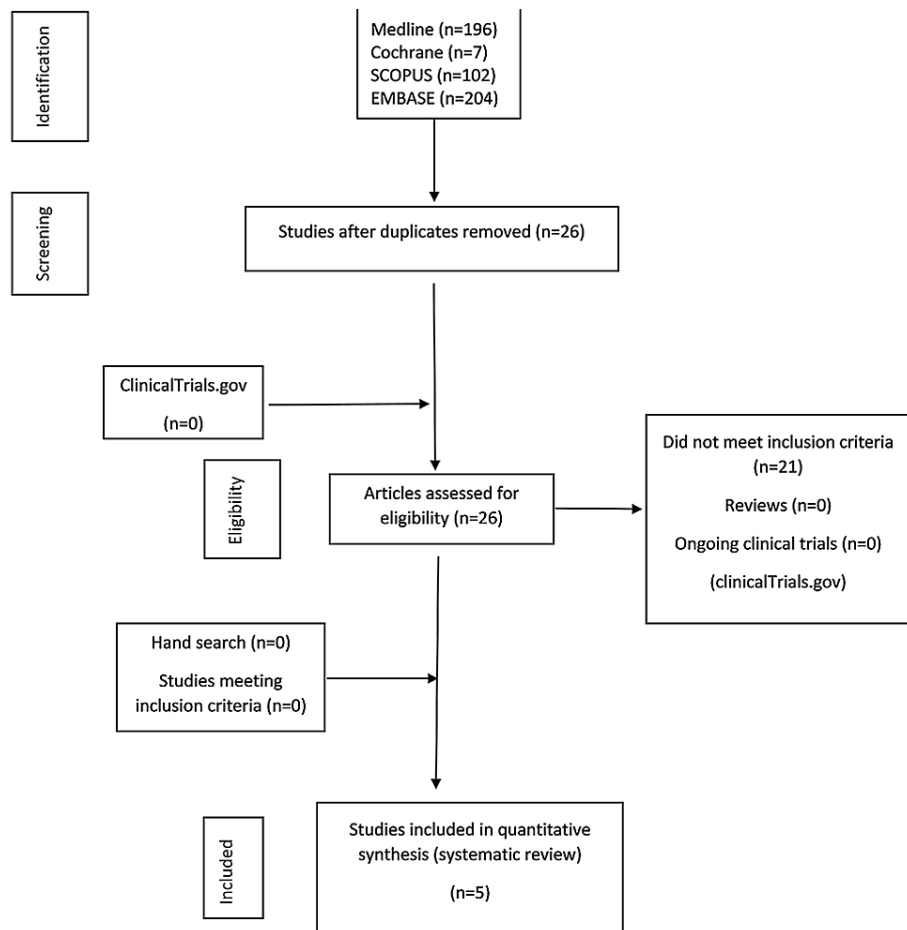 Identification
Medline (n=196)
Cochrane (n=7)
SCOPUS (n=102)
EMBASE (n=204)
Screening
Studies after duplicates removed (n=26)
ClinicalTrials.gov
(n=0)
Eligibility
Articles assessed for
eligibility (n=26)
Did not meet inclusion criteria
(n=21)
Reviews (n=0)
Ongoing clinical trials (n=0)
(clinicalTrials.gov)
Hand search (n=0)
Studies meeting
inclusion criteria (n=0)
Included
Studies included in quantitative
synthesis (systematic review)
(n=5)